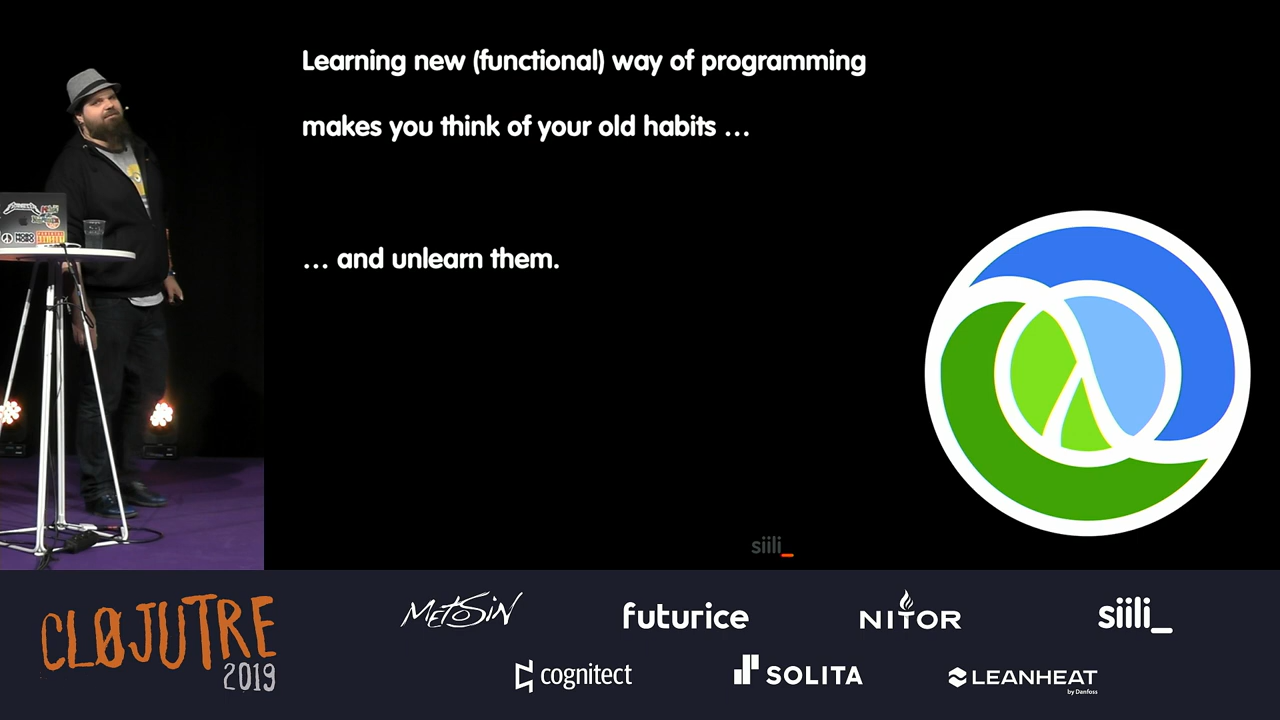 Learning new (functional) way of programming
makes you think of your old habits ...
... and unlearn them.
siili_
CLØJUTRE
2019
METOSIN
futurice
NITOR
siili_
cognitect
SOLITA
LEANHEAT
by Danfoss